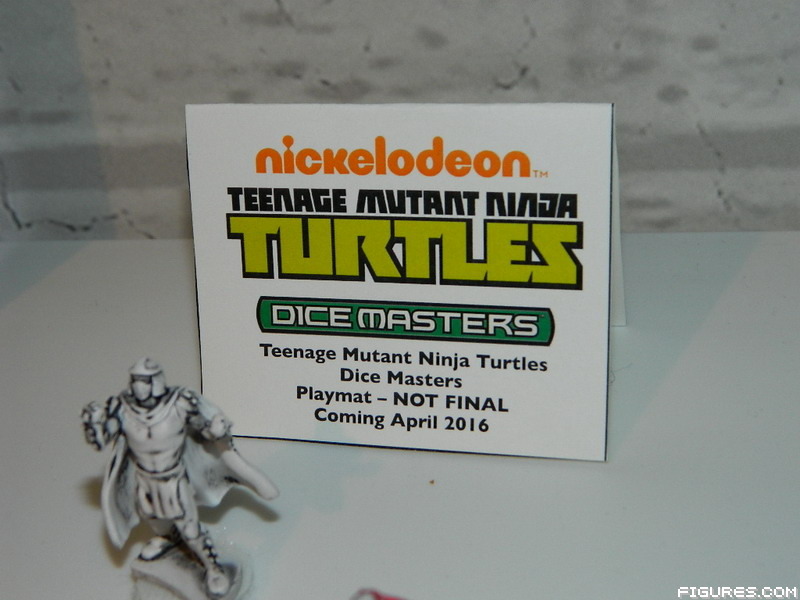 nickelodeon™
TEENAGE MUTANT NINJA
TURTLES
DICE MASTERS
Teenage Mutant Ninja Turtles
Dice Masters
Playmat – NOT FINAL
Coming April 2016
FIGURES.COM